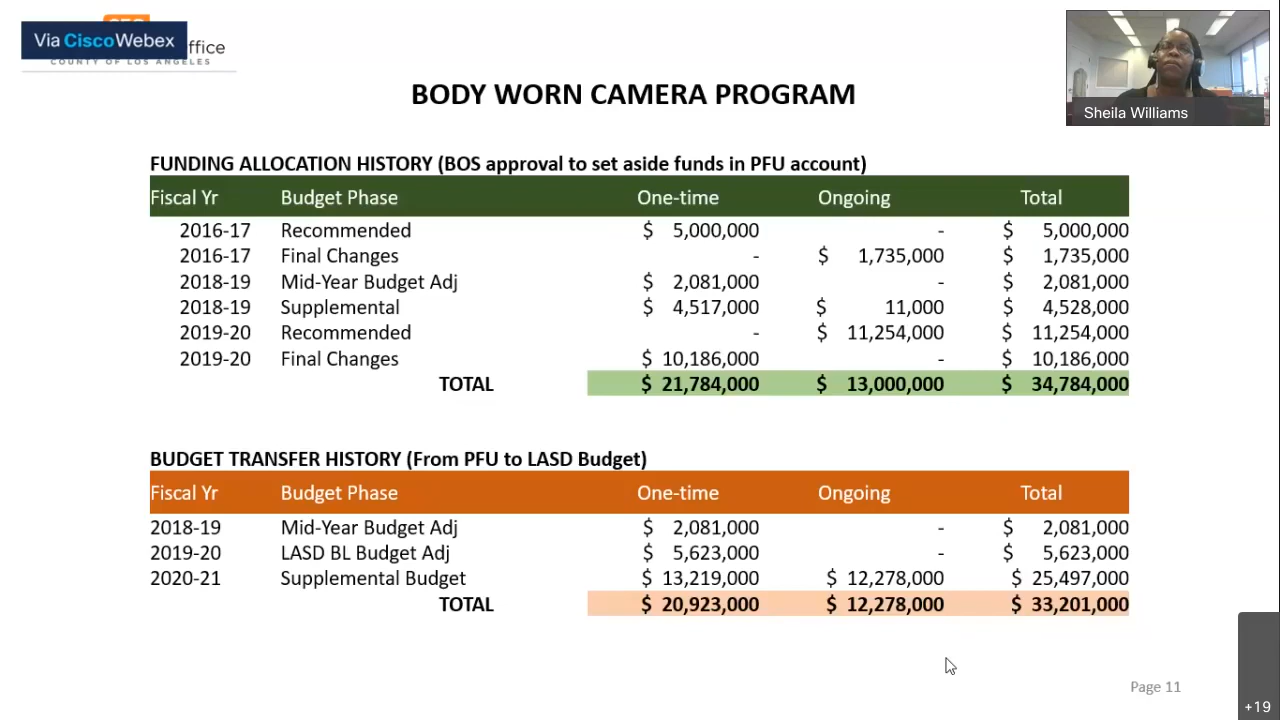 Via Cisco Webex
ffice
COUNTY OF LOS ANGELES
Sheila Williams
BODY WORN CAMERA PROGRAM
FUNDING ALLOCATION HISTORY (BOS approval to set aside funds in PFU account)
Fiscal Yr Budget Phase One-time Ongoing Total
2016-17 Recommended $ 5,000,000 - $ 5,000,000
2016-17 Final Changes - $ 1,735,000 $ 1,735,000
2018-19 Mid-Year Budget Adj $ 2,081,000 - $ 2,081,000
2018-19 Supplemental $ 4,517,000 $ 11,000 $ 4,528,000
2019-20 Recommended - $ 11,254,000 $ 11,254,000
2019-20 Final Changes $ 10,186,000 - $ 10,186,000
TOTAL $ 21,784,000 $ 13,000,000 $ 34,784,000
BUDGET TRANSFER HISTORY (From PFU to LASD Budget)
Fiscal Yr Budget Phase One-time Ongoing Total
2018-19 Mid-Year Budget Adj $ 2,081,000 - $ 2,081,000
2019-20 LASD BL Budget Adj $ 5,623,000 - $ 5,623,000
2020-21 Supplemental Budget $ 13,219,000 $ 12,278,000 $ 25,497,000
TOTAL $ 20,923,000 $ 12,278,000 $ 33,201,000
Page 11
+19